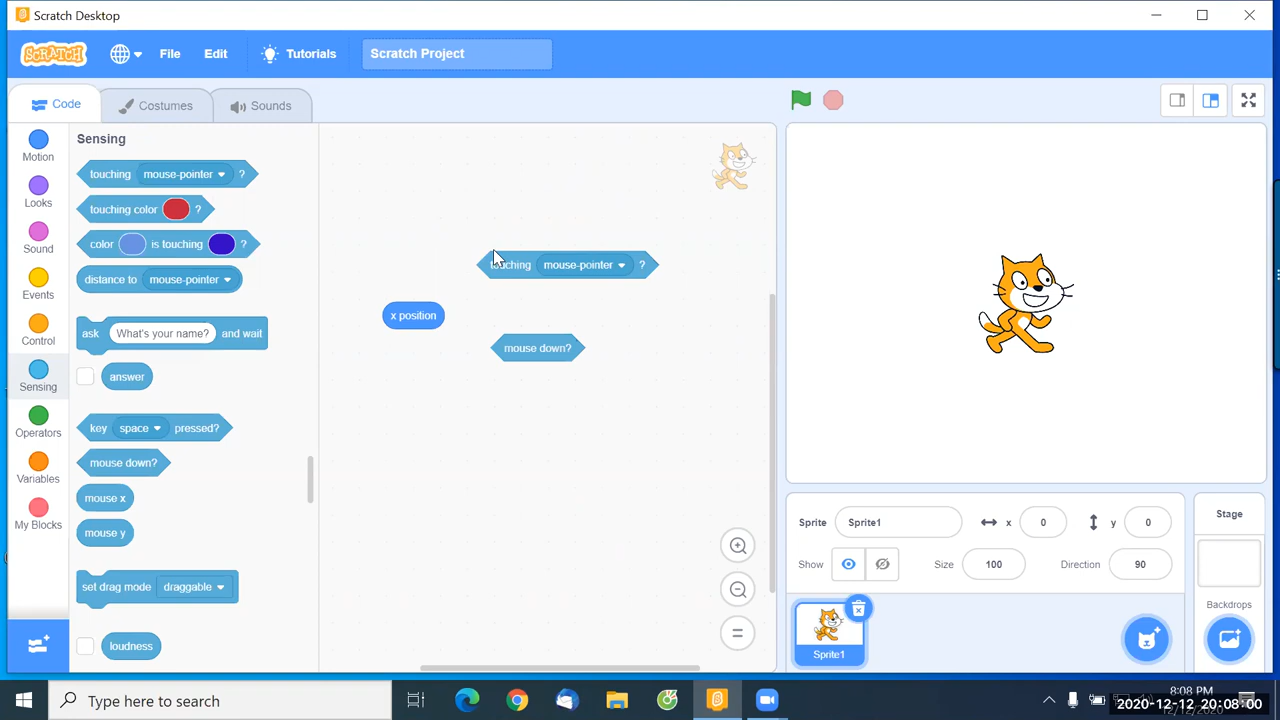 Scratch Desktop
SCRATCH File Edit Tutorials Scratch Project
Code Costumes Sounds
Motion
Looks
Sound
Events
Control
Sensing
Operators
Variables
My Blocks
Sensing
touching mouse-pointer ?
touching color ?
color is touching ?
distance to mouse-pointer
ask What's your name? and wait
answer
key space pressed?
mouse down?
mouse x
mouse y
set drag mode draggable
loudness
touching mouse-pointer ?
x position
mouse down?
Sprite Sprite1 x 0 y 0
Show Size 100 Direction 90
Sprite1
Stage
Backdrops
Type here to search
8:08 PM
2020-12-12 20:08:00